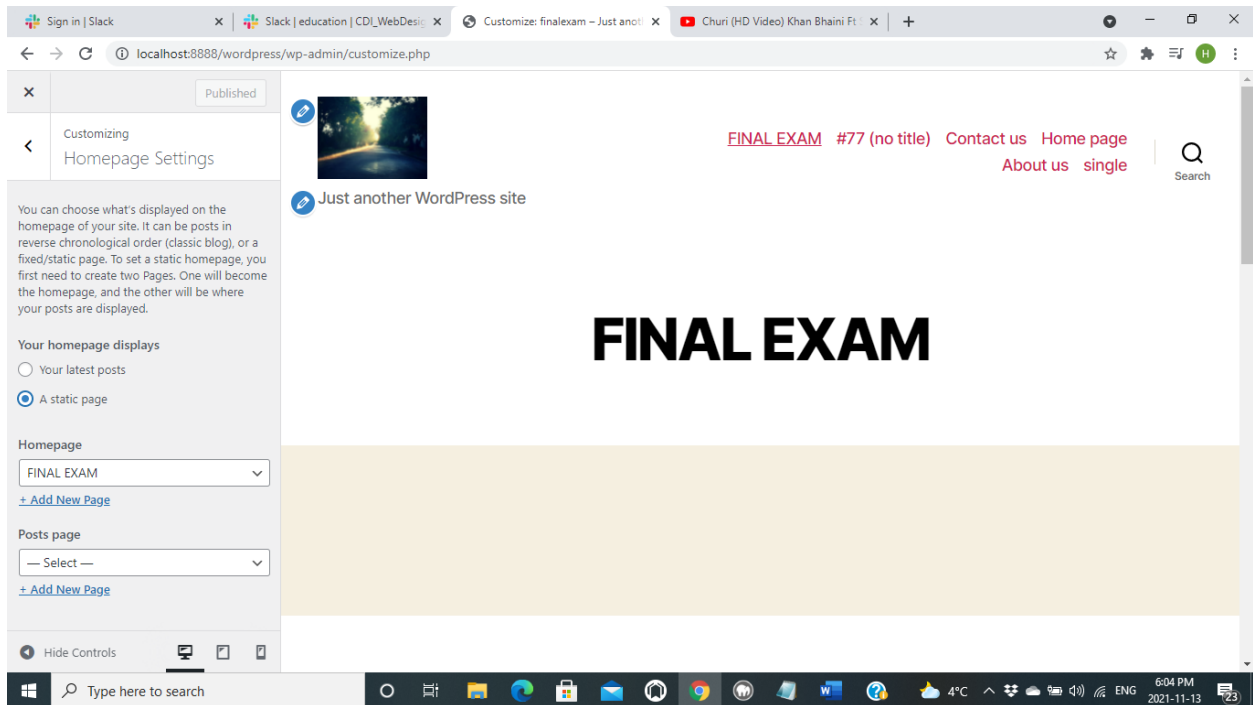 Sign in | Slack
Slack | education | CDI_WebDesig
Customize: finalexam – Just anot
Churi (HD Video) Khan Bhaini Ft
localhost:8888/wordpress/wp-admin/customize.php
H
Published
Customizing
Homepage Settings
You can choose what's displayed on the
homepage of your site. It can be posts in
reverse chronological order (classic blog), or a
fixed/static page. To set a static homepage, you
first need to create two Pages. One will become
the homepage, and the other will be where
your posts are displayed.
Your homepage displays
Your latest posts
A static page
Homepage
FINAL EXAM
+ Add New Page
Posts page
— Select —
+ Add New Page
Hide Controls
FINAL EXAM #77 (no title) Contact us Home page
About us single
Search
Just another WordPress site
FINAL EXAM
Type here to search
4°C
ENG
6:04 PM
2021-11-13
23